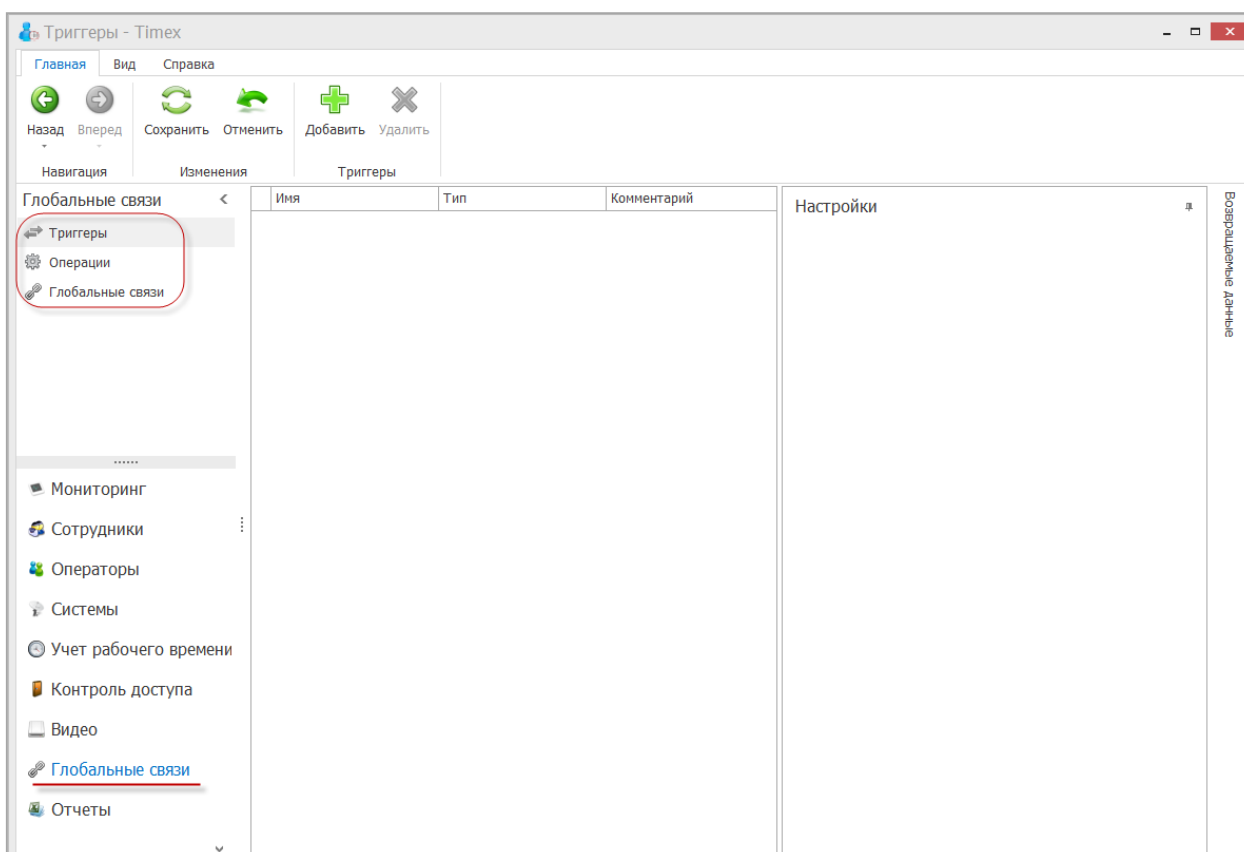 Триггеры - Timex
Главная Вид Справка
Назад Вперед Сохранить Отменить Добавить Удалить
Навигация Изменения Триггеры
Глобальные связи
Триггеры
Операции
Глобальные связи
Имя Тип Комментарий
Настройки
Возвращаемые данные
Мониторинг
Сотрудники
Операторы
Системы
Учет рабочего времени
Контроль доступа
Видео
Глобальные связи
Отчеты